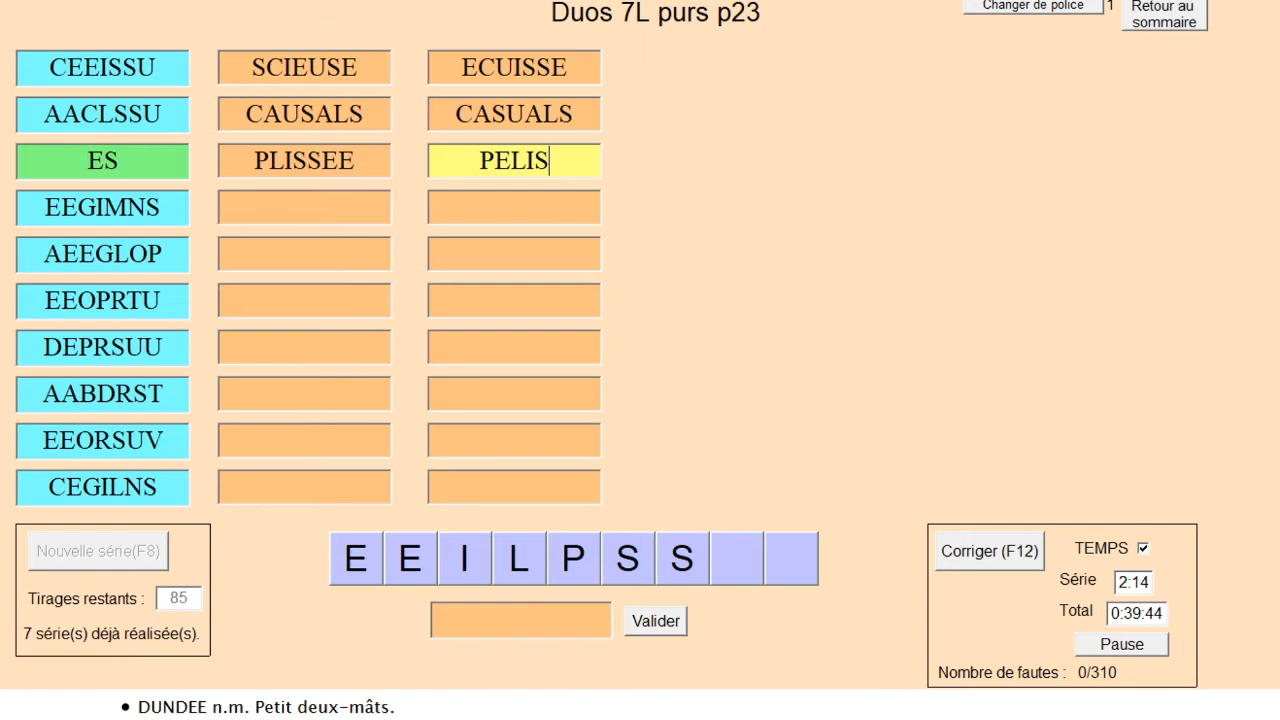 Duos 7L purs p23
Changer de police 1
Retour au
sommaire
CEEISSU SCIEUSE ECUISSE
AACLSSU CAUSALS CASUALS
ES PLISSEE PELIS
EEGIMNS
AEEGLOP
EEOPRTU
DEPRSUU
AABDRST
EEORSUV
CEGILNS
Nouvelle série(F8)
Tirages restants : 85
7 série(s) déjà réalisée(s).
E E I L P S S
Valider
Corriger (F12)
TEMPS
Série 2:14
Total 0:39:44
Pause
Nombre de fautes : 0/310
• DUNDEE n.m. Petit deux-mâts.